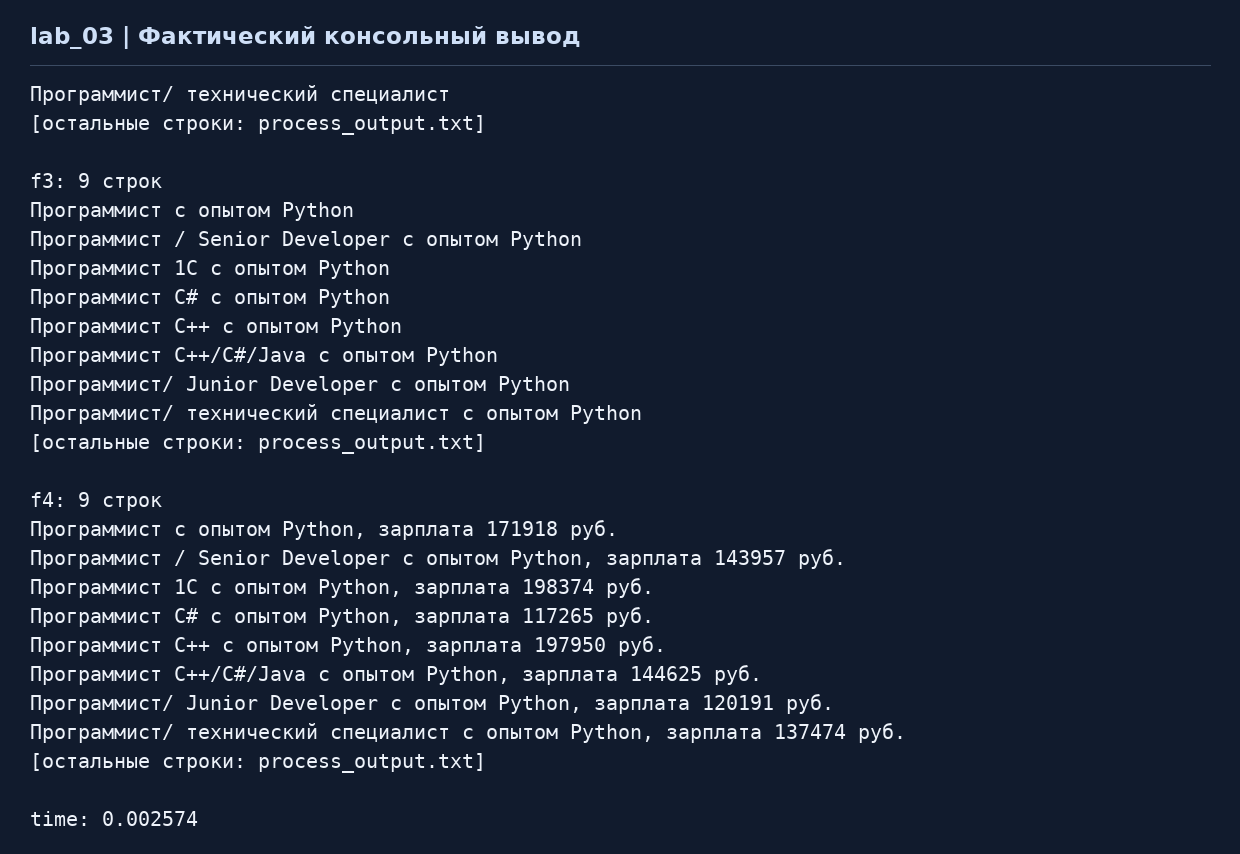 lab_03 | Фактический консольный вывод
Программист/ технический специалист
[остальные строки: process_output.txt]
f3: 9 строк
Программист с опытом Python
Программист / Senior Developer с опытом Python
Программист 1С с опытом Python
Программист C# с опытом Python
Программист C++ с опытом Python
Программист C++/C#/Java с опытом Python
Программист/ Junior Developer с опытом Python
Программист/ технический специалист с опытом Python
[остальные строки: process_output.txt]
f4: 9 строк
Программист с опытом Python, зарплата 171918 руб.
Программист / Senior Developer с опытом Python, зарплата 143957 руб.
Программист 1С с опытом Python, зарплата 198374 руб.
Программист C# с опытом Python, зарплата 117265 руб.
Программист C++ с опытом Python, зарплата 197950 руб.
Программист C++/C#/Java с опытом Python, зарплата 144625 руб.
Программист/ Junior Developer с опытом Python, зарплата 120191 руб.
Программист/ технический специалист с опытом Python, зарплата 137474 руб.
[остальные строки: process_output.txt]
time: 0.002574